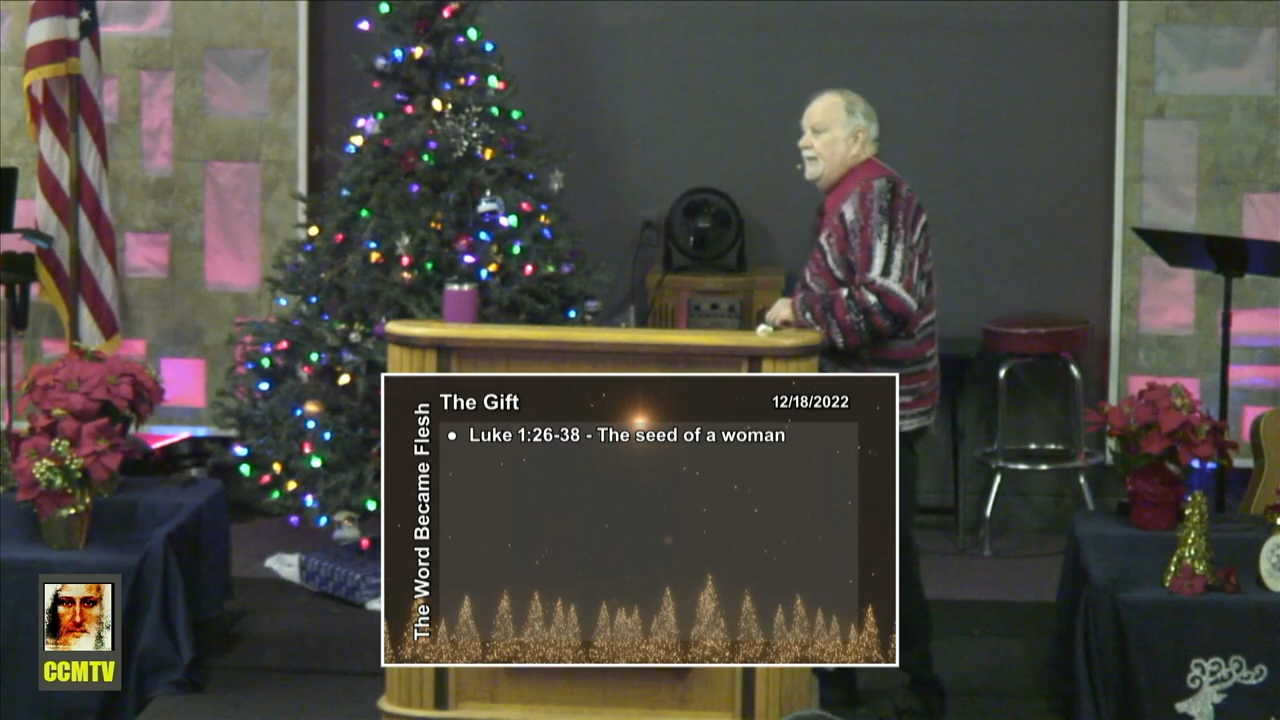 The Gift
12/18/2022
● Luke 1:26-38 - The seed of a woman
The Word Became Flesh
CCMTV